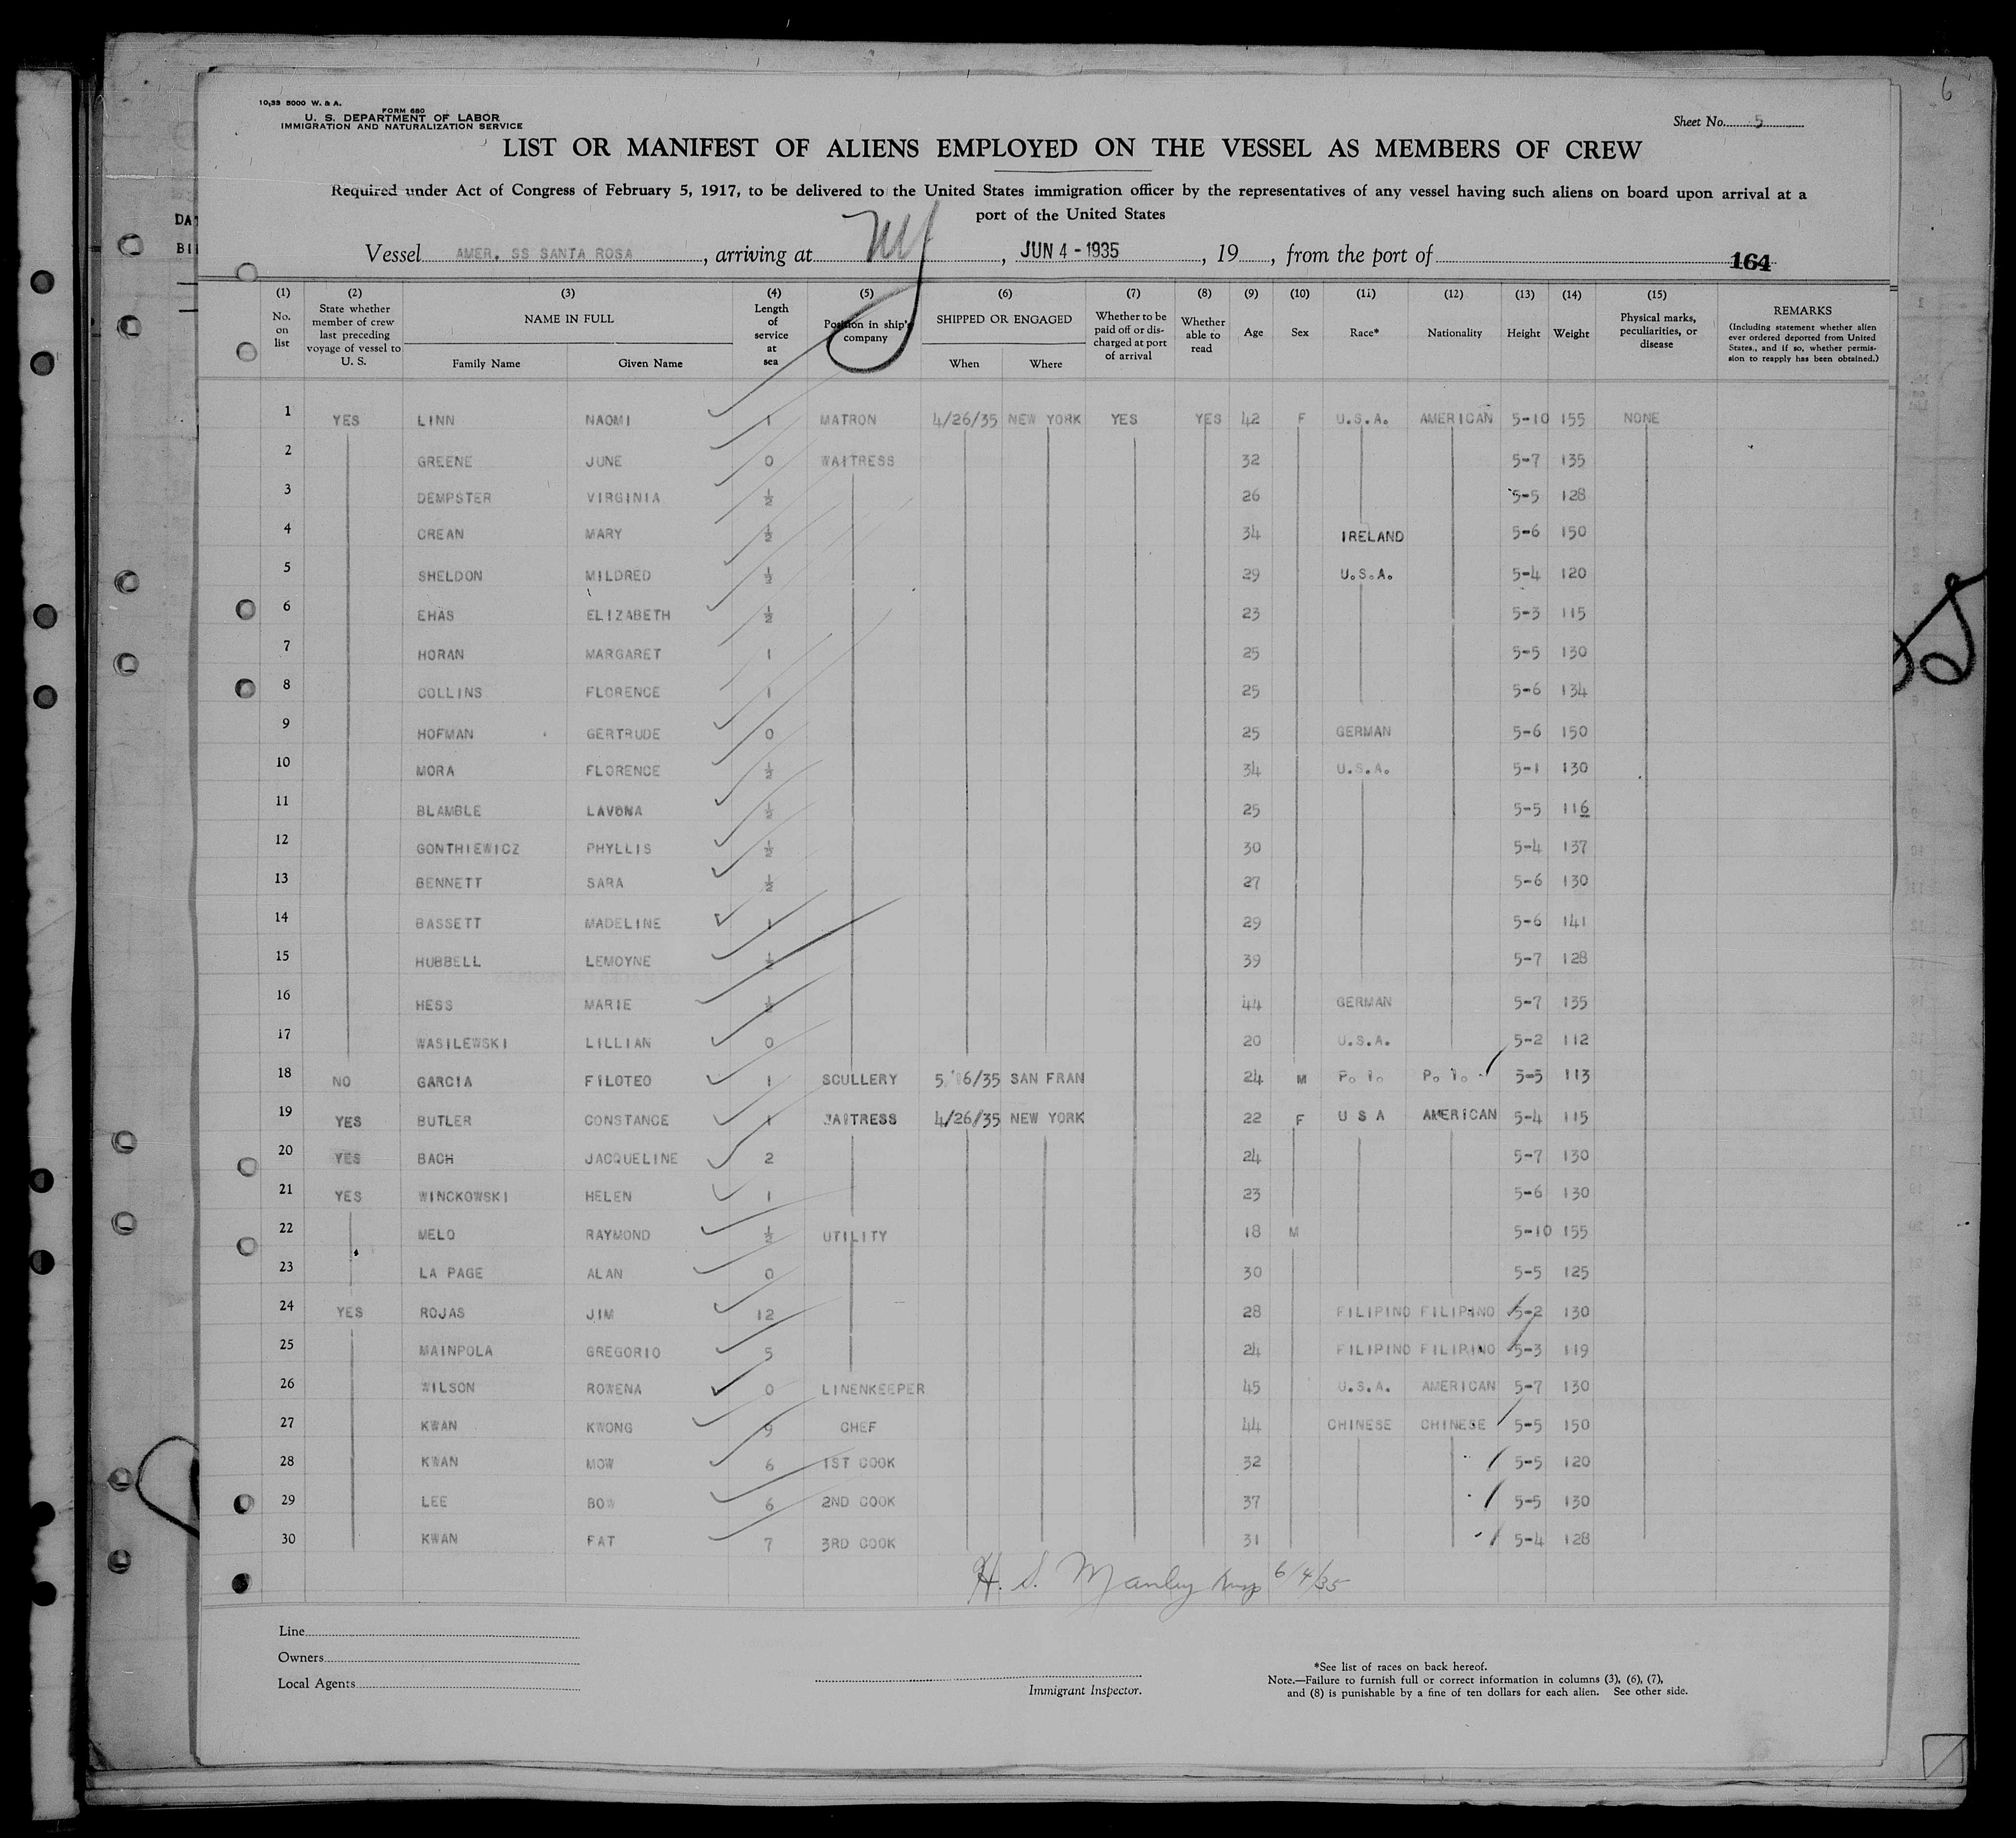 6
10,33 5000 W. & A.
FORM 680
U. S. DEPARTMENT OF LABOR
IMMIGRATION AND NATURALIZATION SERVICE
Sheet No. 5
LIST OR MANIFEST OF ALIENS EMPLOYED ON THE VESSEL AS MEMBERS OF CREW
Required under Act of Congress of February 5, 1917, to be delivered to the United States immigration officer by the representatives of any vessel having such aliens on board upon arrival at a
port of the United States
Vessel AMER. SS SANTA ROSA, arriving at NY, JUN 4 - 1935, 19, from the port of 164
(1) No. on list (2) State whether member of crew last preceding voyage of vessel to U. S. (3) NAME IN FULL Family Name Given Name (4) Length of service at sea (5) Position in ship's company (6) SHIPPED OR ENGAGED When Where (7) Whether to be paid off or discharged at port of arrival (8) Whether able to read (9) Age (10) Sex (11) Race* (12) Nationality (13) Height (14) Weight (15) Physical marks, peculiarities, or disease REMARKS (Including statement whether alien ever ordered deported from United States, and if so, whether permission to reapply has been obtained.)
1 YES LINN NAOMI 1 MATRON 4/26/35 NEW YORK YES YES 42 F U.S.A. AMERICAN 5-10 155 NONE
2 GREENE JUNE 0 WAITRESS 32 5-7 135
3 DEMPSTER VIRGINIA ½ 26 5-5 128
4 CREAN MARY ½ 34 IRELAND 5-6 150
5 SHELDON MILDRED ½ 29 U.S.A. 5-4 120
6 EHAS ELIZABETH ½ 23 5-3 115
7 HORAN MARGARET 1 25 5-5 130
8 COLLINS FLORENCE 1 25 5-6 134
9 HOFMAN GERTRUDE 0 25 GERMAN 5-6 150
10 MORA FLORENCE ½ 34 U.S.A. 5-1 130
11 BLAMBLE LAVONA ½ 25 5-5 116
12 GONTHIEWICZ PHYLLIS ½ 30 5-4 137
13 BENNETT SARA ½ 27 5-6 130
14 BASSETT MADELINE 1 29 5-6 141
15 HUBBELL LEMOYNE ½ 39 5-7 128
16 HESS MARIE ½ 44 GERMAN 5-7 135
17 WASILEWSKI LILLIAN 0 20 U.S.A. 5-2 112
18 NO GARCIA FILOTEO 1 SCULLERY SAN FRAN 24 M P. I. P. I. 5-5 113
19 YES BUTLER CONSTANCE 1 WAITRESS 4/26/35 NEW YORK 22 F U S A AMERICAN 5-4 115
20 YES BACH JACQUELINE 2 24 5-7 130
21 YES WINCKOWSKI HELEN 1 23 5-6 130
22 MELO RAYMOND ½ UTILITY 18 M 5-10 155
23 LA PAGE ALAN 0 30 5-5 125
24 YES ROJAS JIM 12 28 FILIPINO FILIPINO 5-2 130
25 MAINPOLA GREGORIO 5 24 FILIPINO FILIPINO 5-3 119
26 WILSON ROWENA 0 LINENKEEPER 45 U.S.A. AMERICAN 5-7 130
27 KWAN KWONG 9 CHEF 44 CHINESE CHINESE 5-5 150
28 KWAN MOW 6 1ST COOK 32 5-5 120
29 LEE BOW 6 2ND COOK 37 5-5 130
30 KWAN FAT 7 3RD COOK 31 5-4 128
H. S. Manley Insp 6/4/35
Line
Owners
Local Agents
Immigrant Inspector.
*See list of races on back hereof.
Note.—Failure to furnish full or correct information in columns (3), (6), (7),
and (8) is punishable by a fine of ten dollars for each alien. See other side.